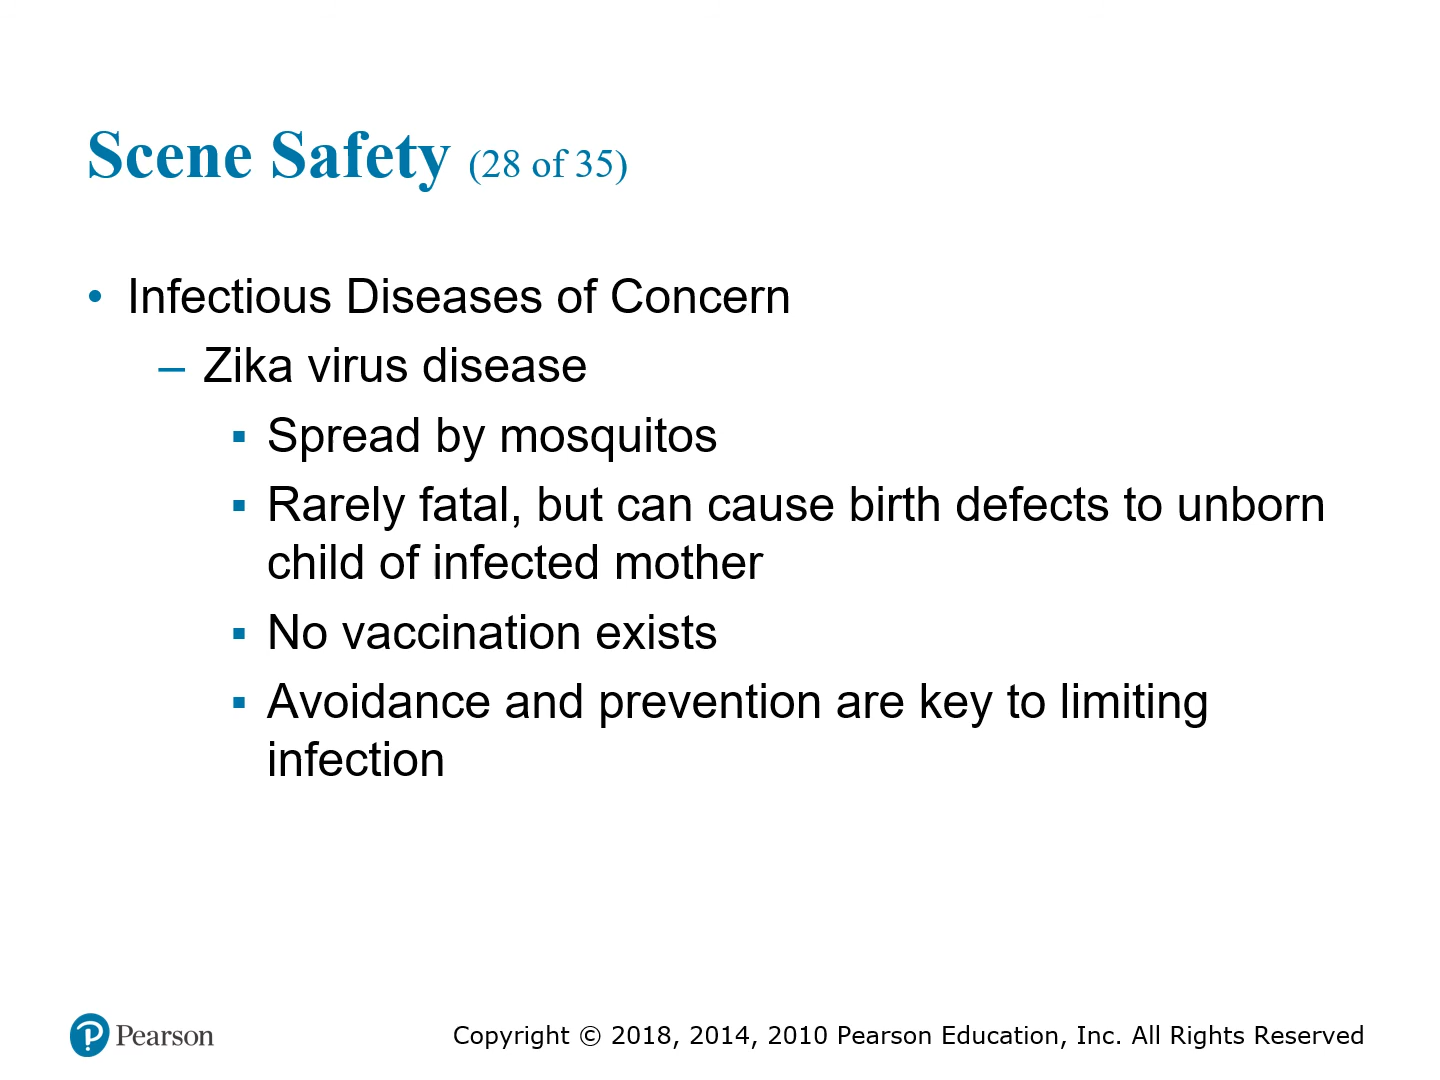 Scene Safety (28 of 35)
• Infectious Diseases of Concern
– Zika virus disease
▪ Spread by mosquitos
▪ Rarely fatal, but can cause birth defects to unborn
child of infected mother
▪ No vaccination exists
▪ Avoidance and prevention are key to limiting
infection
Pearson
Copyright © 2018, 2014, 2010 Pearson Education, Inc. All Rights Reserved